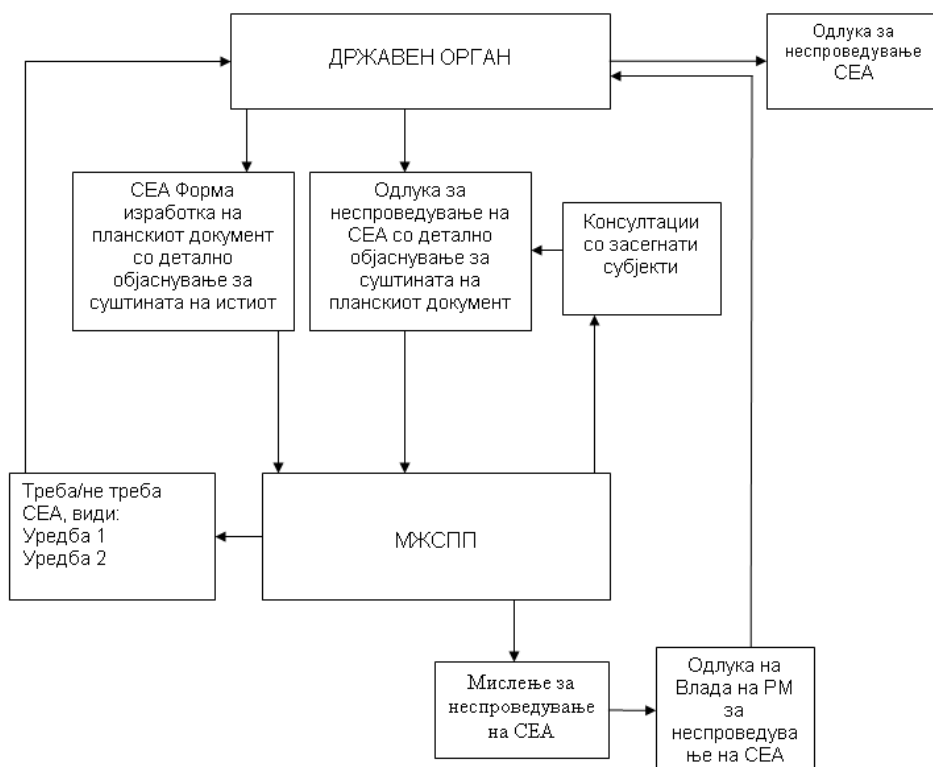 ДРЖАВЕН ОРГАН
Одлука за
неспроведување
СЕА
СЕА Форма
изработка на
планскиот документ
со детално
објаснување за
суштината на истиот
Одлука за
неспроведување на
СЕА со детално
објаснување за
суштината на
планскиот документ
Консултации
со засегнати
субјекти
Треба/не треба
СЕА, види:
Уредба 1
Уредба 2
МЖСПП
Мислење за
неспроведување
на СЕА
Одлука на
Влада на РМ
за
неспроведува
ње на СЕА